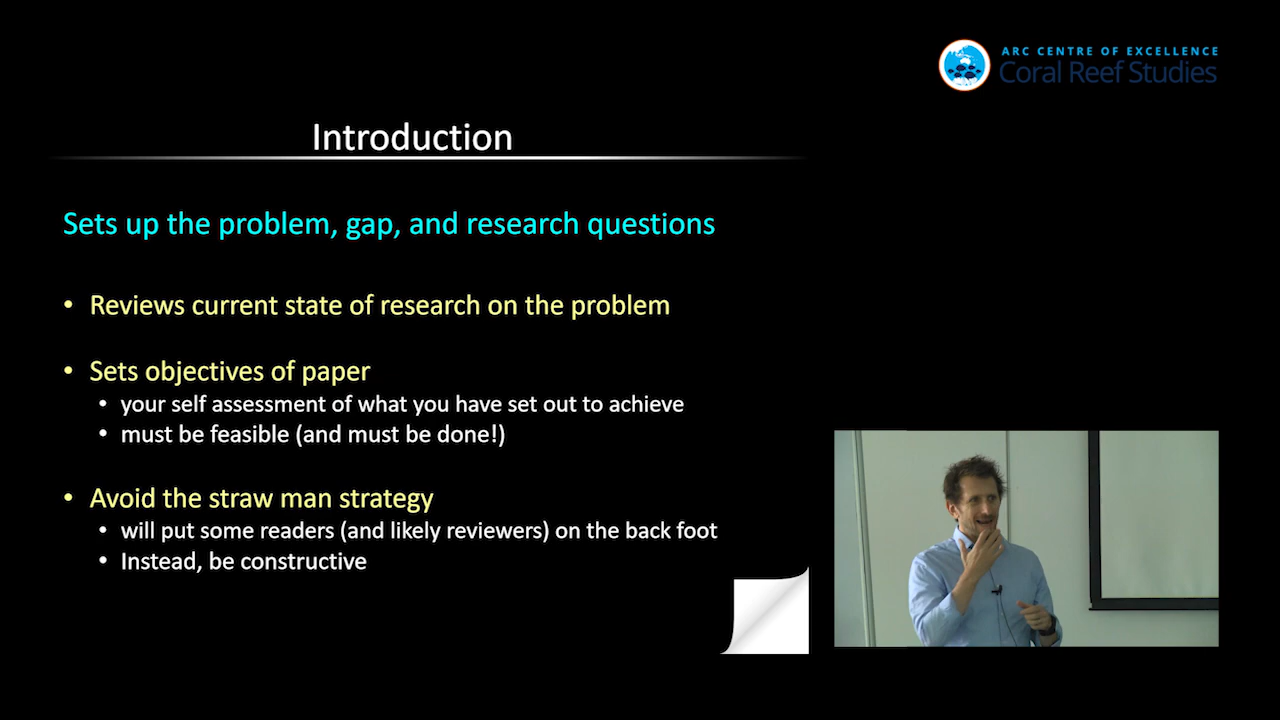 ARC CENTRE OF EXCELLENCE
Coral Reef Studies
Introduction
Sets up the problem, gap, and research questions
• Reviews current state of research on the problem
• Sets objectives of paper
• your self assessment of what you have set out to achieve
• must be feasible (and must be done!)
• Avoid the straw man strategy
• will put some readers (and likely reviewers) on the back foot
• Instead, be constructive